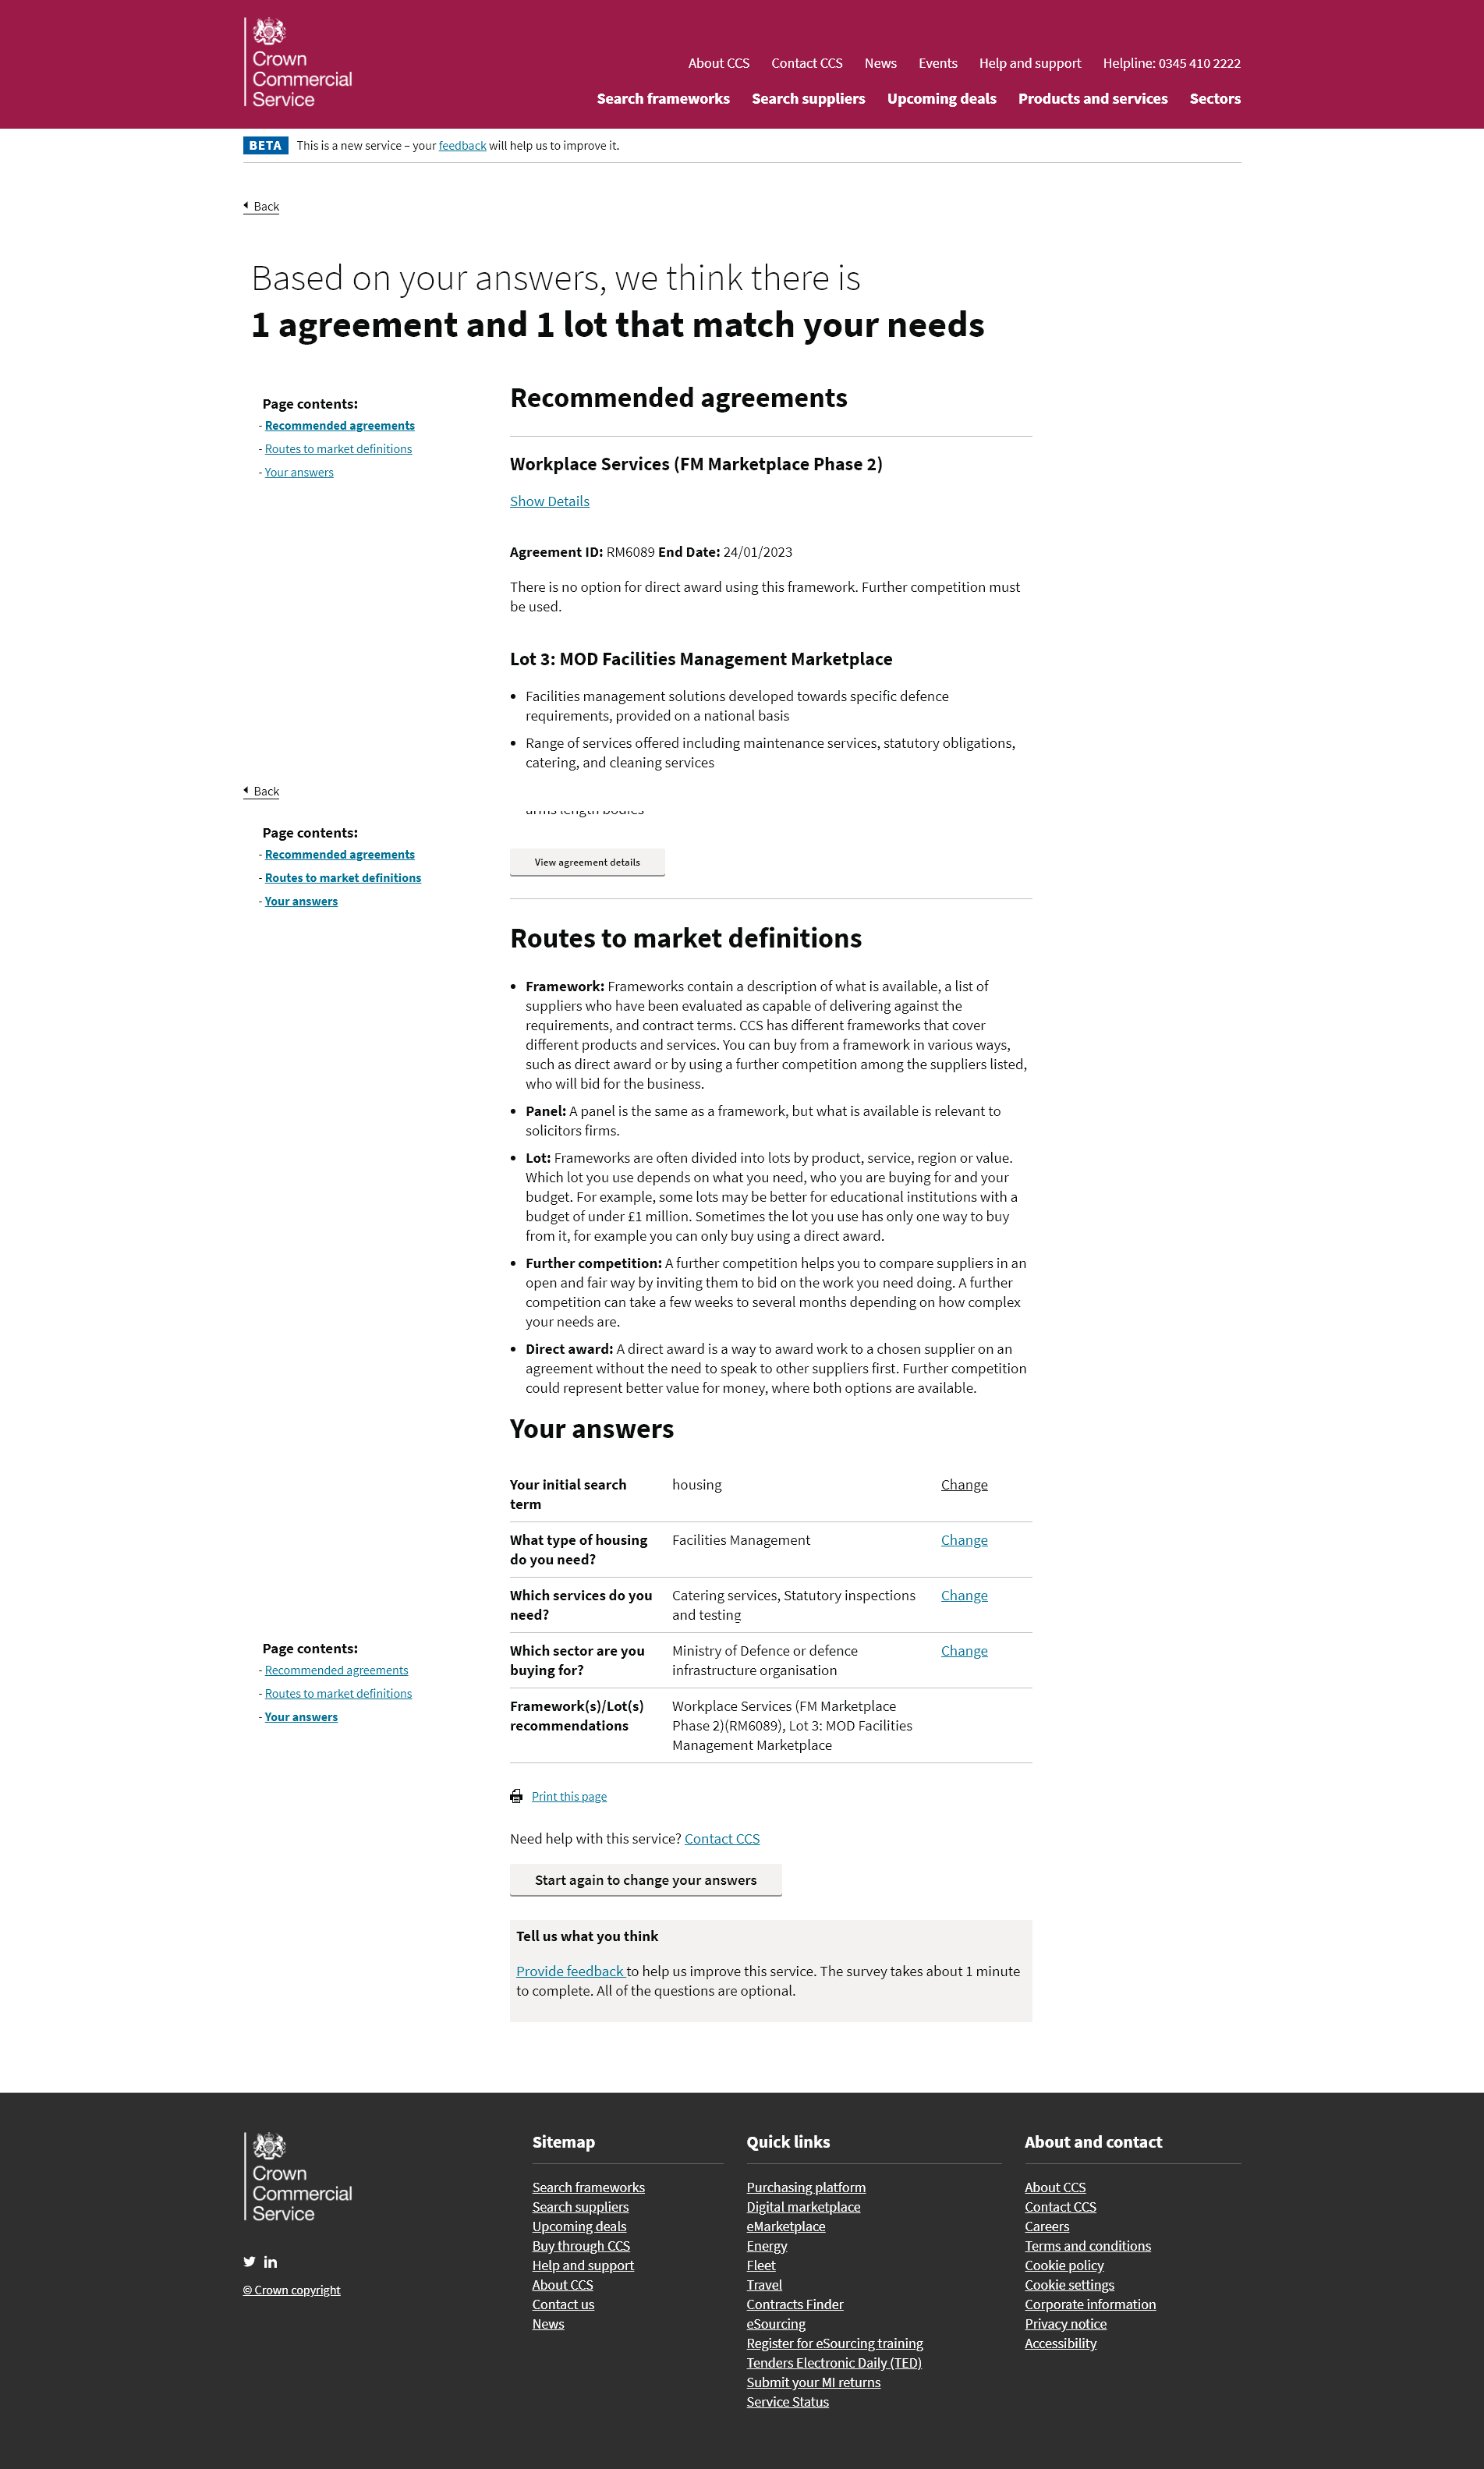 Crown
Commercial
Service
About CCS Contact CCS News Events Help and support Helpline: 0345 410 2222
Search frameworks Search suppliers Upcoming deals Products and services Sectors
BETA This is a new service – your feedback will help us to improve it.
Back
Based on your answers, we think there is
1 agreement and 1 lot that match your needs
Page contents:
- Recommended agreements
- Routes to market definitions
- Your answers
Recommended agreements
Workplace Services (FM Marketplace Phase 2)
Show Details
Agreement ID: RM6089 End Date: 24/01/2023
There is no option for direct award using this framework. Further competition must
be used.
Lot 3: MOD Facilities Management Marketplace
• Facilities management solutions developed towards specific defence
requirements, provided on a national basis
• Range of services offered including maintenance services, statutory obligations,
catering, and cleaning services
Back
arms length bodies
Page contents:
- Recommended agreements
- Routes to market definitions
- Your answers
View agreement details
Routes to market definitions
• Framework: Frameworks contain a description of what is available, a list of
suppliers who have been evaluated as capable of delivering against the
requirements, and contract terms. CCS has different frameworks that cover
different products and services. You can buy from a framework in various ways,
such as direct award or by using a further competition among the suppliers listed,
who will bid for the business.
• Panel: A panel is the same as a framework, but what is available is relevant to
solicitors firms.
• Lot: Frameworks are often divided into lots by product, service, region or value.
Which lot you use depends on what you need, who you are buying for and your
budget. For example, some lots may be better for educational institutions with a
budget of under £1 million. Sometimes the lot you use has only one way to buy
from it, for example you can only buy using a direct award.
• Further competition: A further competition helps you to compare suppliers in an
open and fair way by inviting them to bid on the work you need doing. A further
competition can take a few weeks to several months depending on how complex
your needs are.
• Direct award: A direct award is a way to award work to a chosen supplier on an
agreement without the need to speak to other suppliers first. Further competition
could represent better value for money, where both options are available.
Your answers
Your initial search
term
housing
Change
What type of housing
do you need?
Facilities Management
Change
Which services do you
need?
Catering services, Statutory inspections
and testing
Change
Which sector are you
buying for?
Ministry of Defence or defence
infrastructure organisation
Change
Framework(s)/Lot(s)
recommendations
Workplace Services (FM Marketplace
Phase 2)(RM6089), Lot 3: MOD Facilities
Management Marketplace
Page contents:
- Recommended agreements
- Routes to market definitions
- Your answers
Print this page
Need help with this service? Contact CCS
Start again to change your answers
Tell us what you think
Provide feedback to help us improve this service. The survey takes about 1 minute
to complete. All of the questions are optional.
Crown
Commercial
Service
© Crown copyright
Sitemap
Search frameworks
Search suppliers
Upcoming deals
Buy through CCS
Help and support
About CCS
Contact us
News
Quick links
Purchasing platform
Digital marketplace
eMarketplace
Energy
Fleet
Travel
Contracts Finder
eSourcing
Register for eSourcing training
Tenders Electronic Daily (TED)
Submit your MI returns
Service Status
About and contact
About CCS
Contact CCS
Careers
Terms and conditions
Cookie policy
Cookie settings
Corporate information
Privacy notice
Accessibility